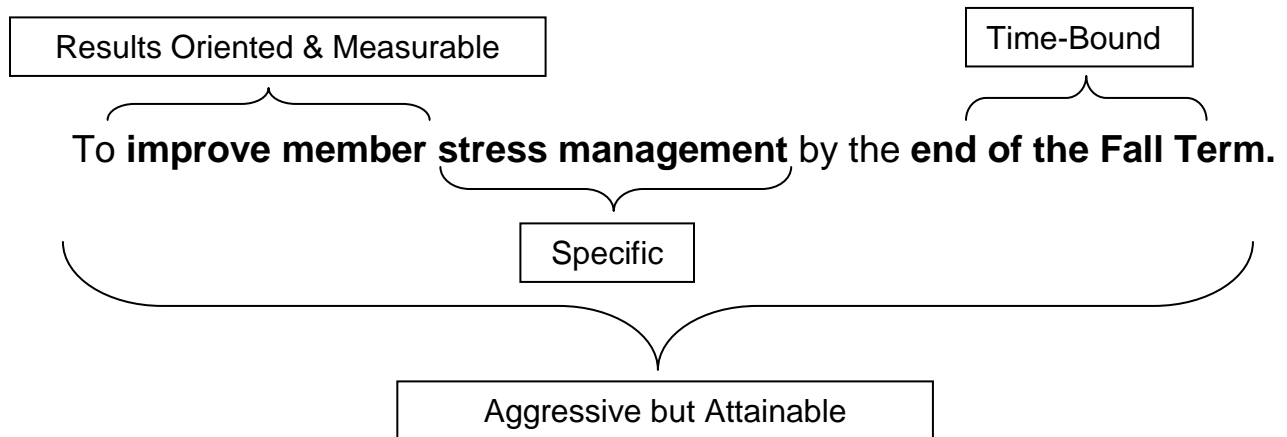 Results Oriented & Measurable
Time-Bound
To improve member stress management by the end of the Fall Term.
Specific
Aggressive but Attainable